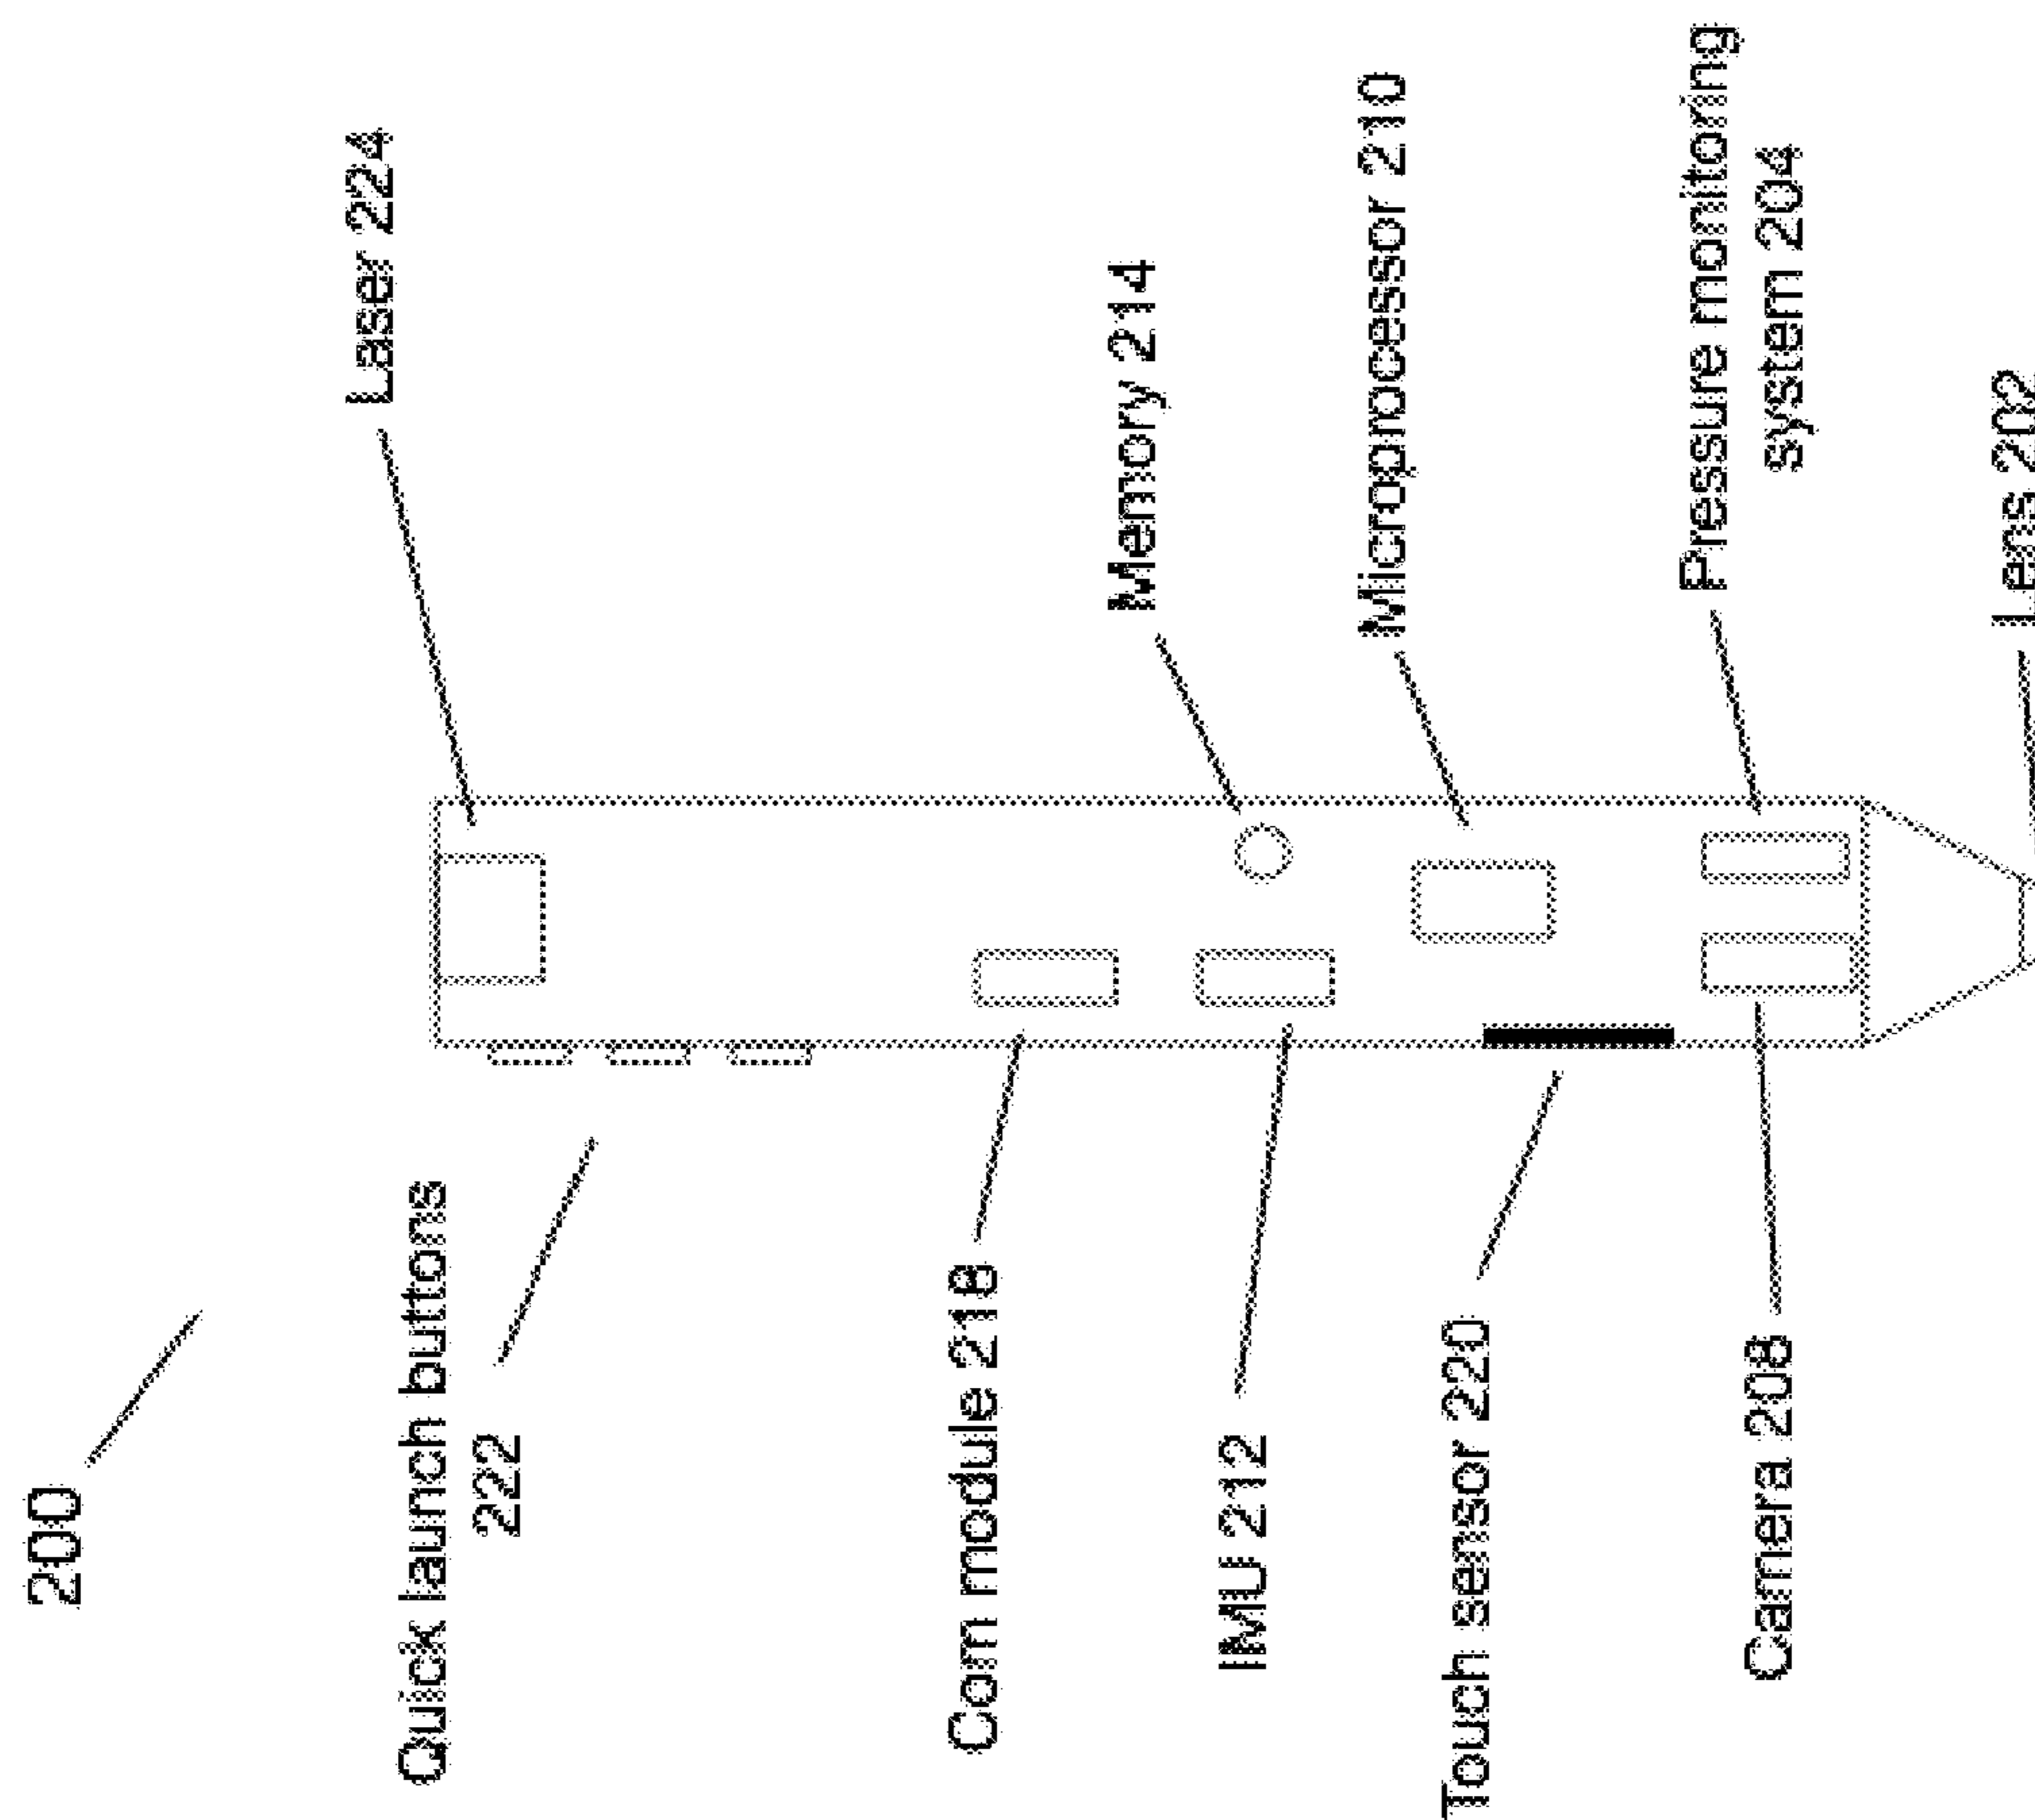 200
Laser 224
Quick launch buttons
222
Com module 218
Memory 214
IMU 212
Microprocessor 210
Touch sensor 220
Pressure monitoring
system 204
Camera 208
Lens 202